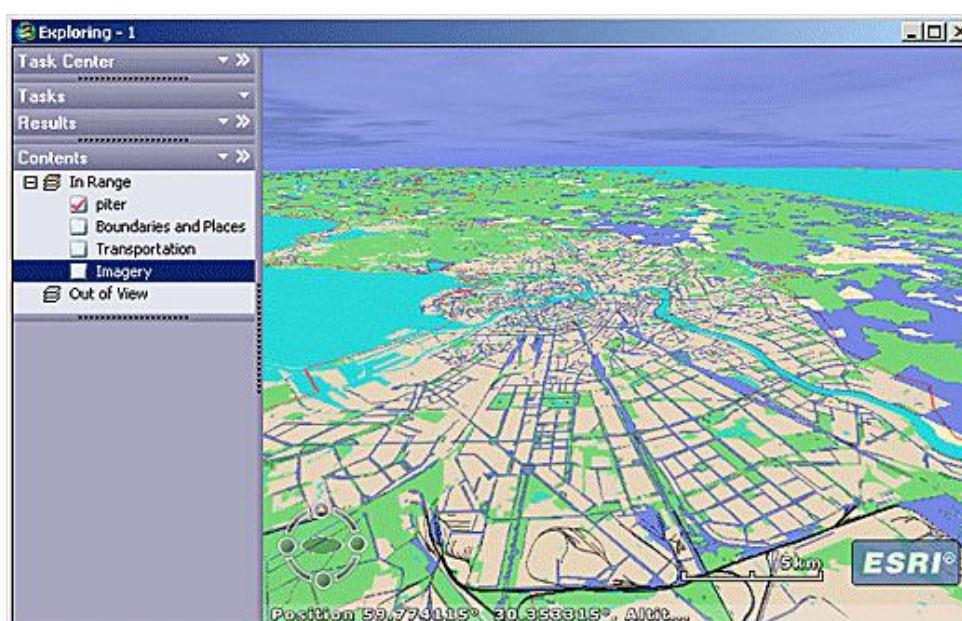 Exploring - 1
Task Center
Tasks
Results
Contents
In Range
piter
Boundaries and Places
Transportation
Imagery
Out of View
5km
ESRI®
Position 59.774115° 30.353315°, Altit...